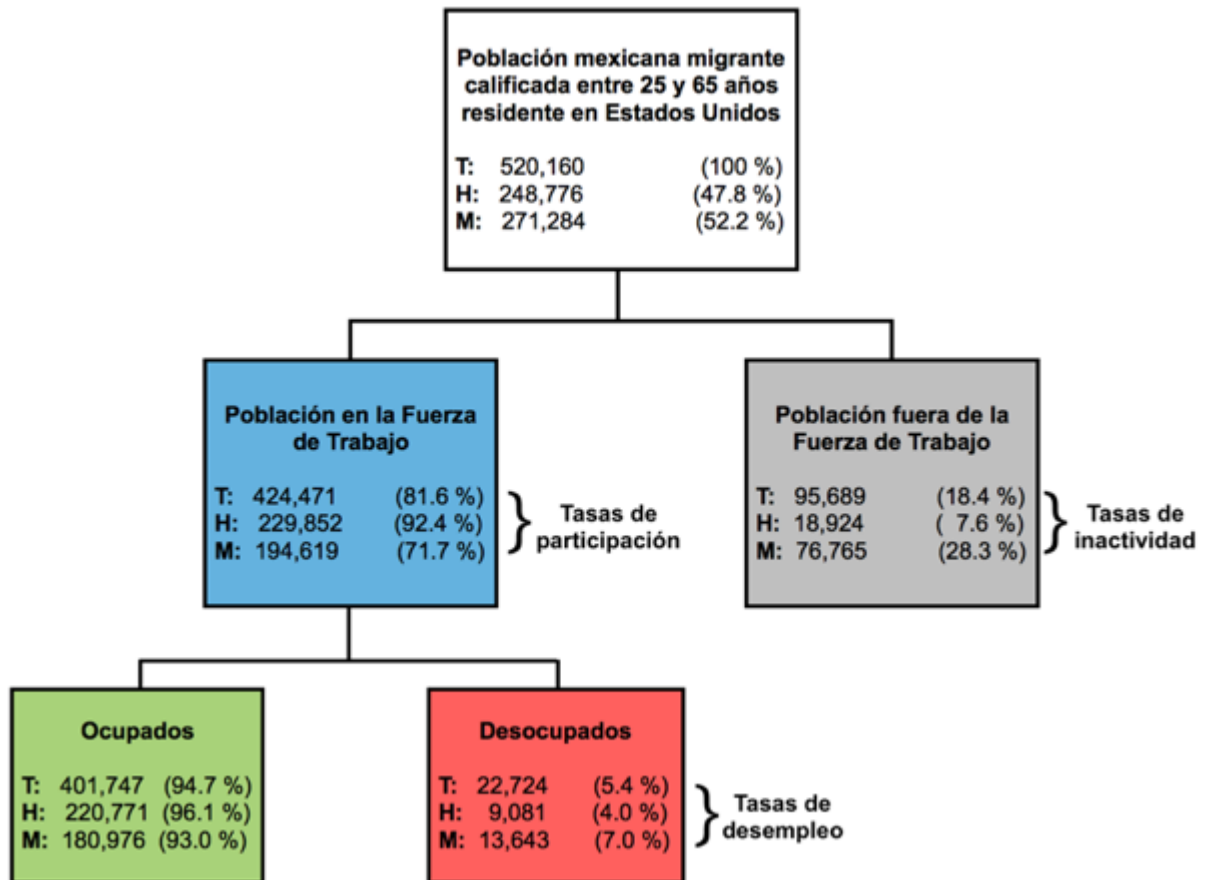 Población mexicana migrante
calificada entre 25 y 65 años
residente en Estados Unidos
T: 520,160 (100 %)
H: 248,776 (47.8 %)
M: 271,284 (52.2 %)
Población en la Fuerza
de Trabajo
T: 424,471 (81.6 %)
H: 229,852 (92.4 %)
M: 194,619 (71.7 %)
Tasas de
participación
Población fuera de la
Fuerza de Trabajo
T: 95,689 (18.4 %)
H: 18,924 ( 7.6 %)
M: 76,765 (28.3 %)
Tasas de
inactividad
Ocupados
T: 401,747 (94.7 %)
H: 220,771 (96.1 %)
M: 180,976 (93.0 %)
Desocupados
T: 22,724 (5.4 %)
H: 9,081 (4.0 %)
M: 13,643 (7.0 %)
Tasas de
desempleo